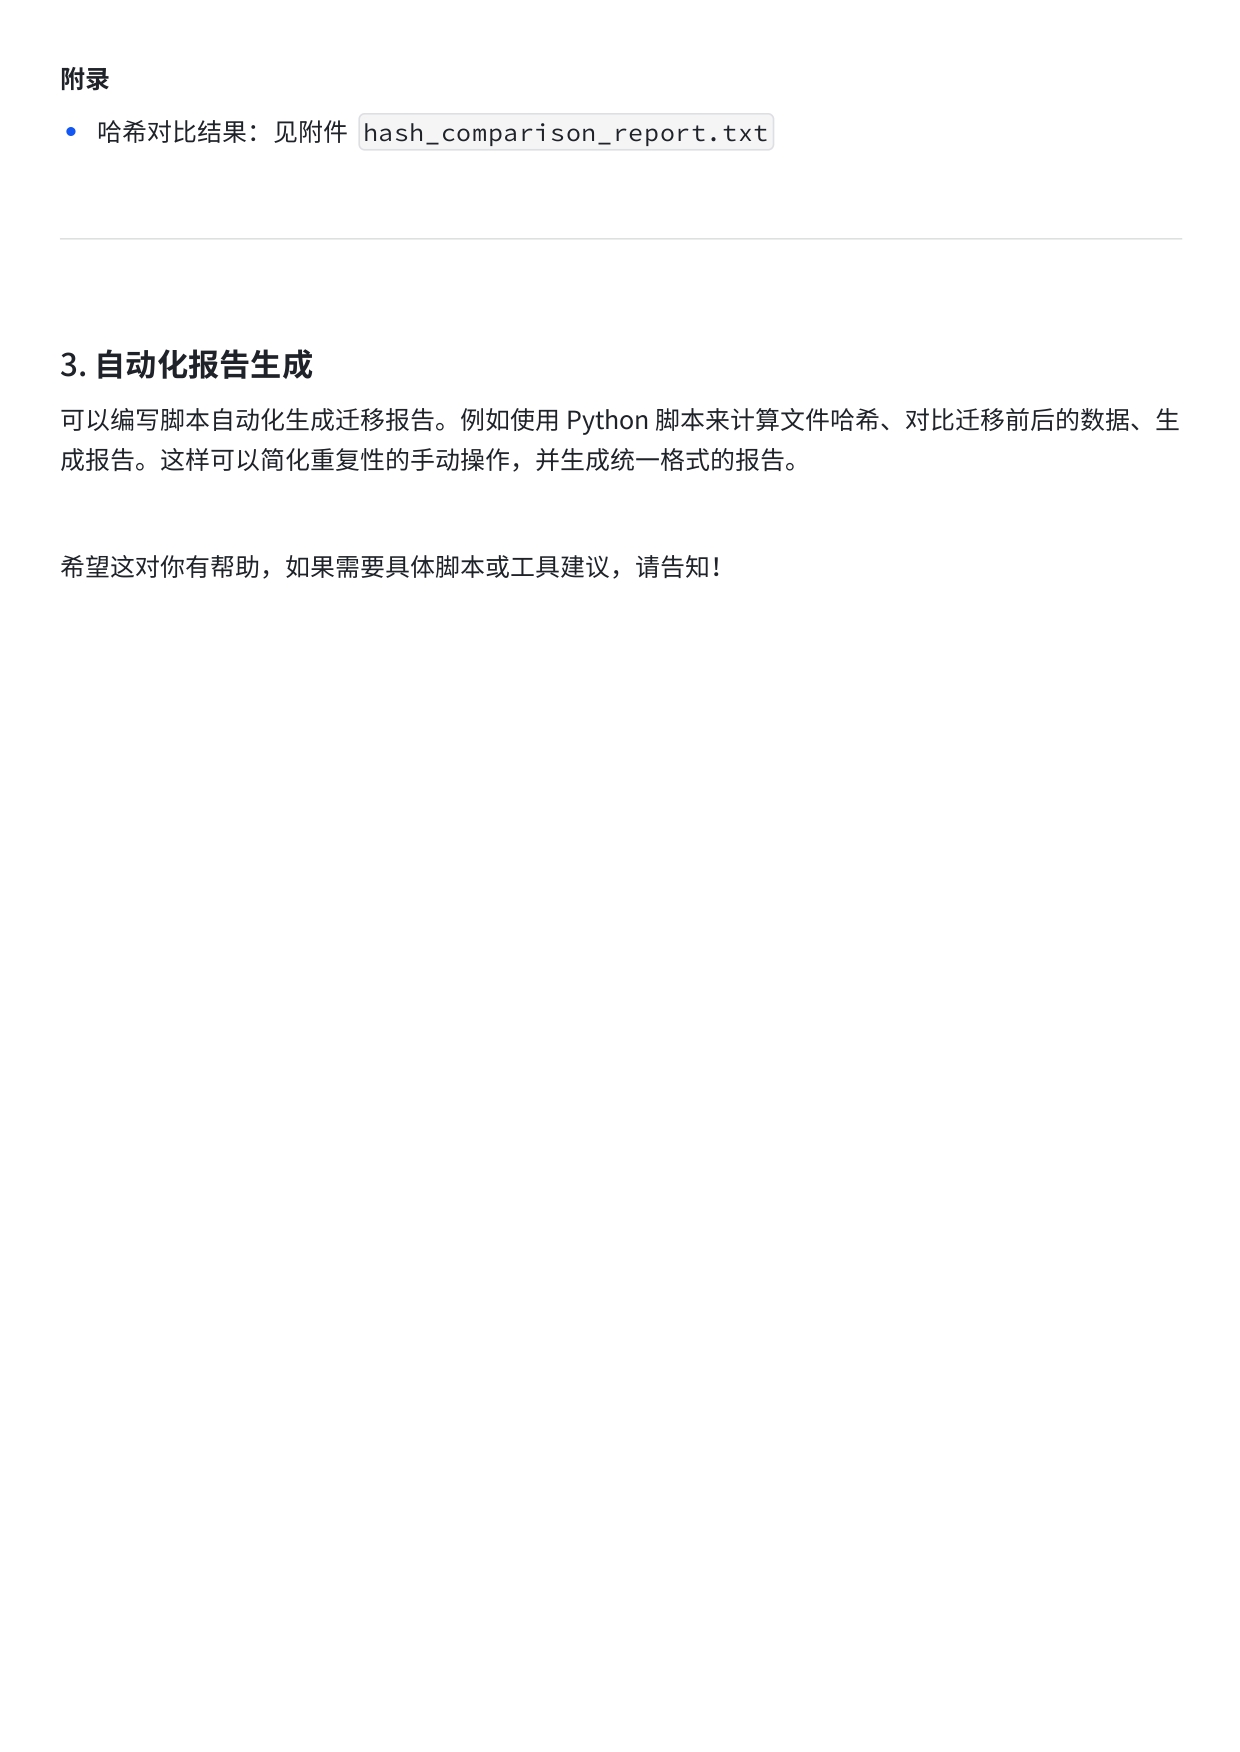 附录
哈希对比结果：见附件 hash_comparison_report.txt
3. 自动化报告生成
可以编写脚本自动化生成迁移报告。例如使用 Python 脚本来计算文件哈希、对比迁移前后的数据、生
成报告。这样可以简化重复性的手动操作，并生成统一格式的报告。
希望这对你有帮助，如果需要具体脚本或工具建议，请告知！